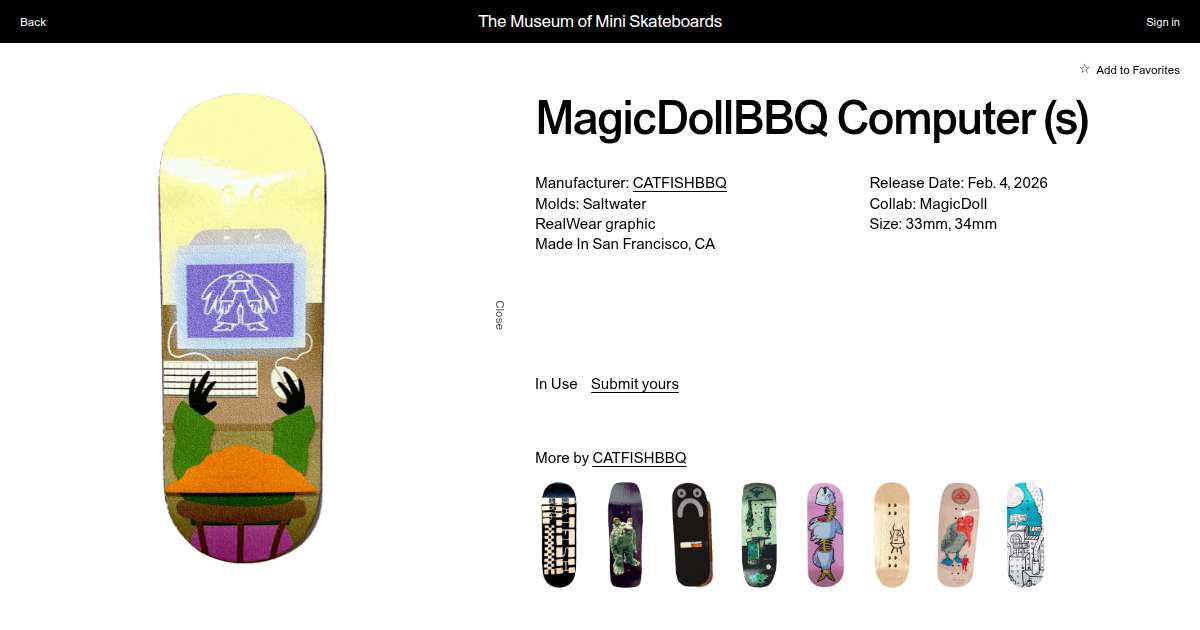 Back
The Museum of Mini Skateboards
Sign in
☆ Add to Favorites
MagicDollBBQ Computer (s)
Manufacturer: CATFISHBBQ
Molds: Saltwater
RealWear graphic
Made In San Francisco, CA
Release Date: Feb. 4, 2026
Collab: MagicDoll
Size: 33mm, 34mm
Close
In Use Submit yours
More by CATFISHBBQ